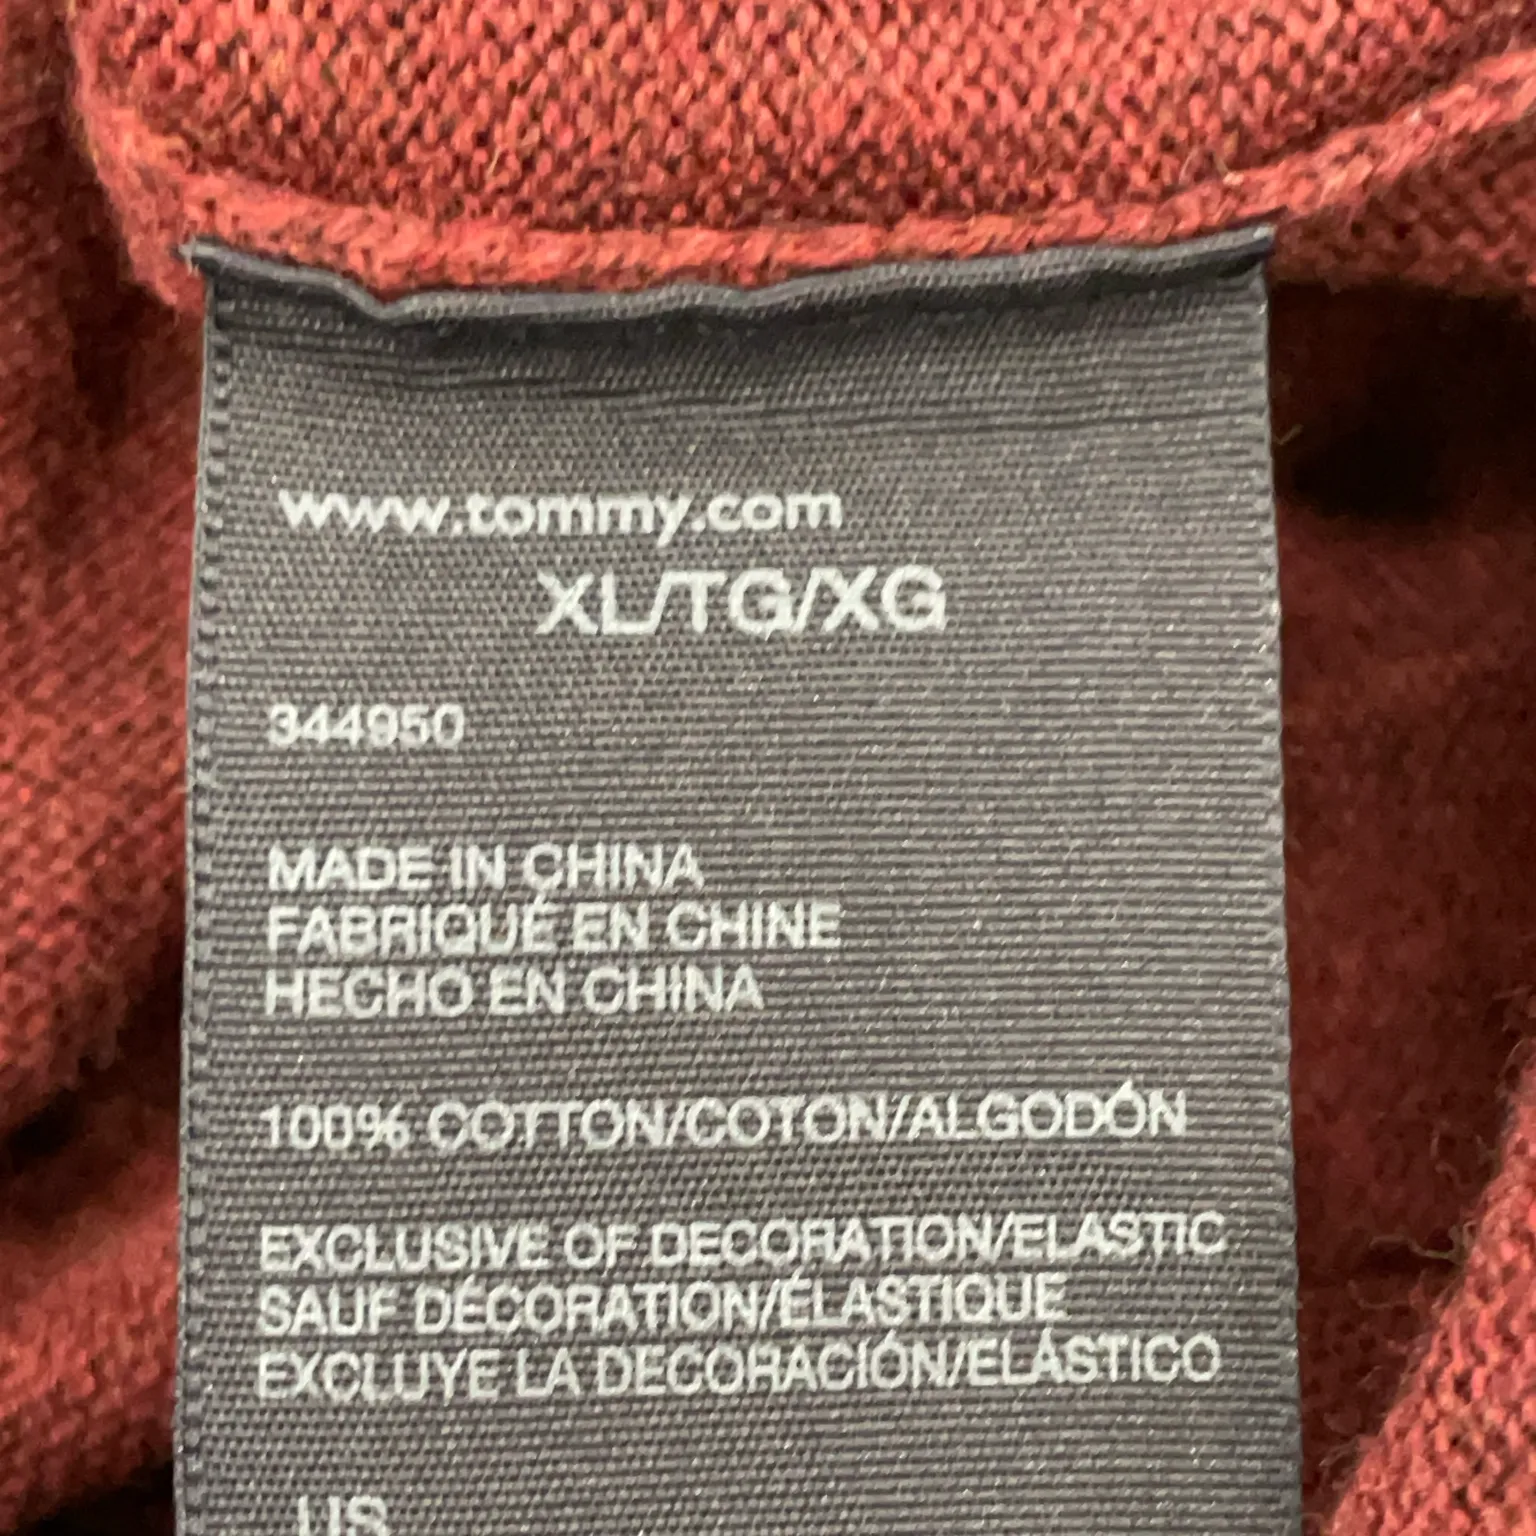 www.tommy.com
XL/TG/XG
344950
MADE IN CHINA
FABRIQUÉ EN CHINE
HECHO EN CHINA
100% COTTON/COTON/ALGODÓN
EXCLUSIVE OF DECORATION/ELASTIC
SAUF DÉCORATION/ÉLASTIQUE
EXCLUYE LA DECORACIÓN/ELÁSTICO
US